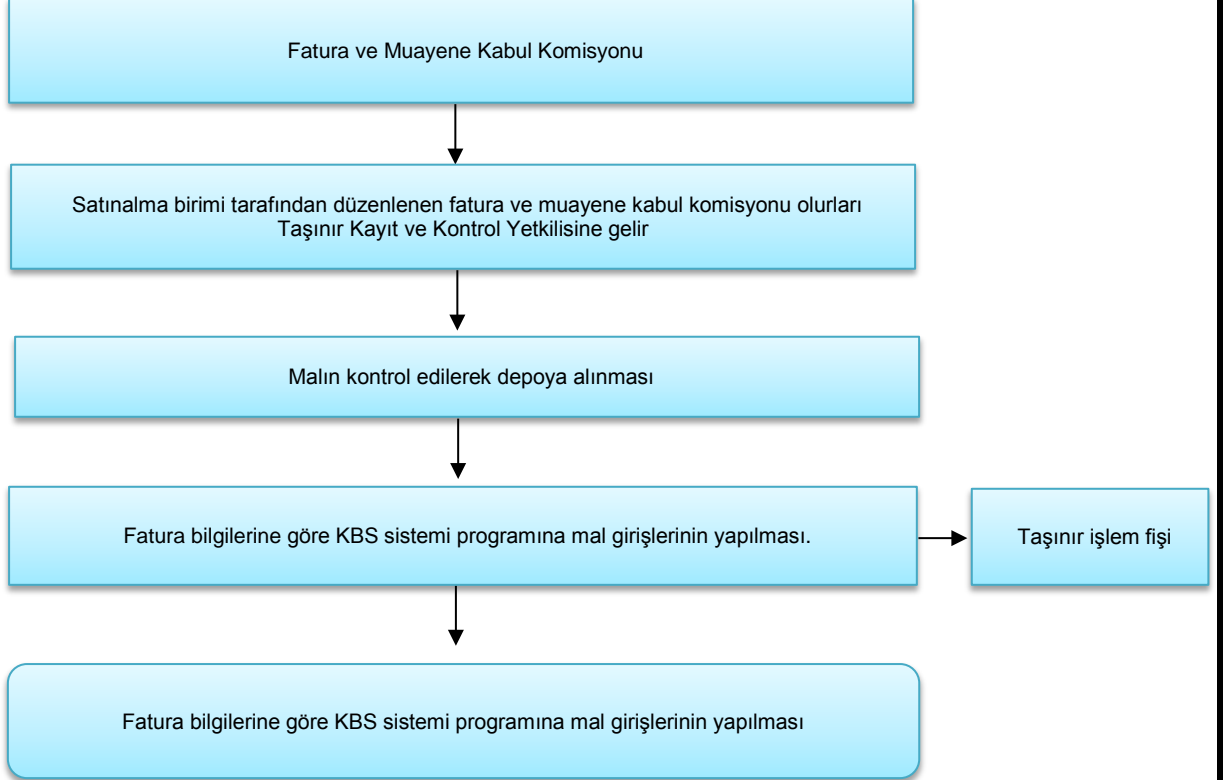 Fatura ve Muayene Kabul Komisyonu
Satınalma birimi tarafından düzenlenen fatura ve muayene kabul komisyonu olurları
Taşınır Kayıt ve Kontrol Yetkilisine gelir
Malın kontrol edilerek depoya alınması
Fatura bilgilerine göre KBS sistemi programına mal girişlerinin yapılması.
Taşınır işlem fişi
Fatura bilgilerine göre KBS sistemi programına mal girişlerinin yapılması